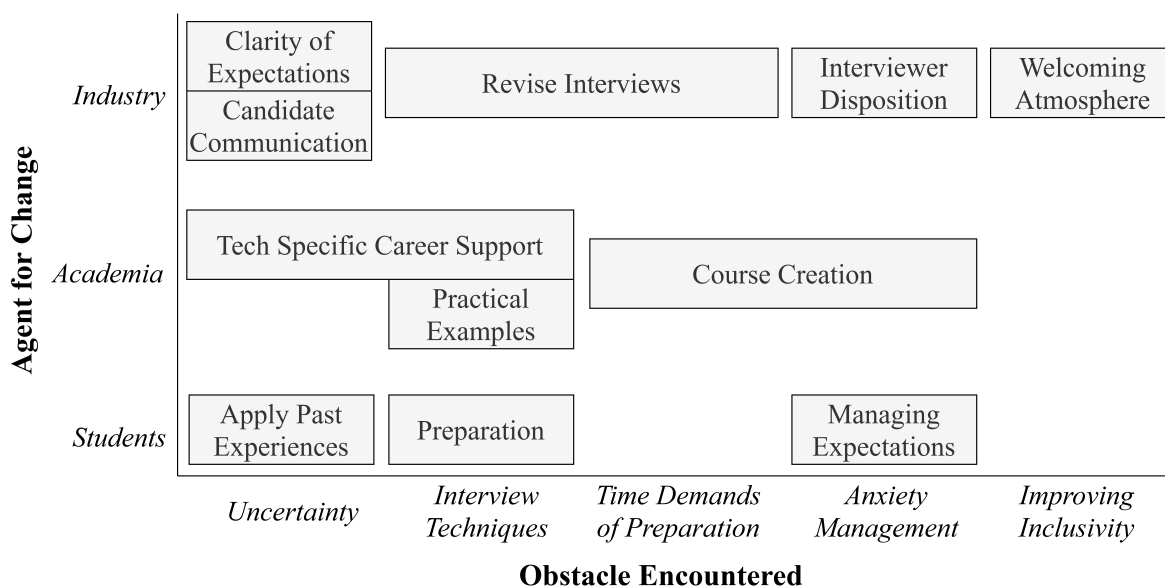 Clarity of
Expectations
Candidate
Communication
Revise Interviews
Interviewer
Disposition
Welcoming
Atmosphere
Industry
Tech Specific Career Support
Practical
Examples
Course Creation
Academia
Apply Past
Experiences
Preparation
Managing
Expectations
Students
Agent for Change
Uncertainty
Interview
Techniques
Time Demands
of Preparation
Anxiety
Management
Improving
Inclusivity
Obstacle Encountered